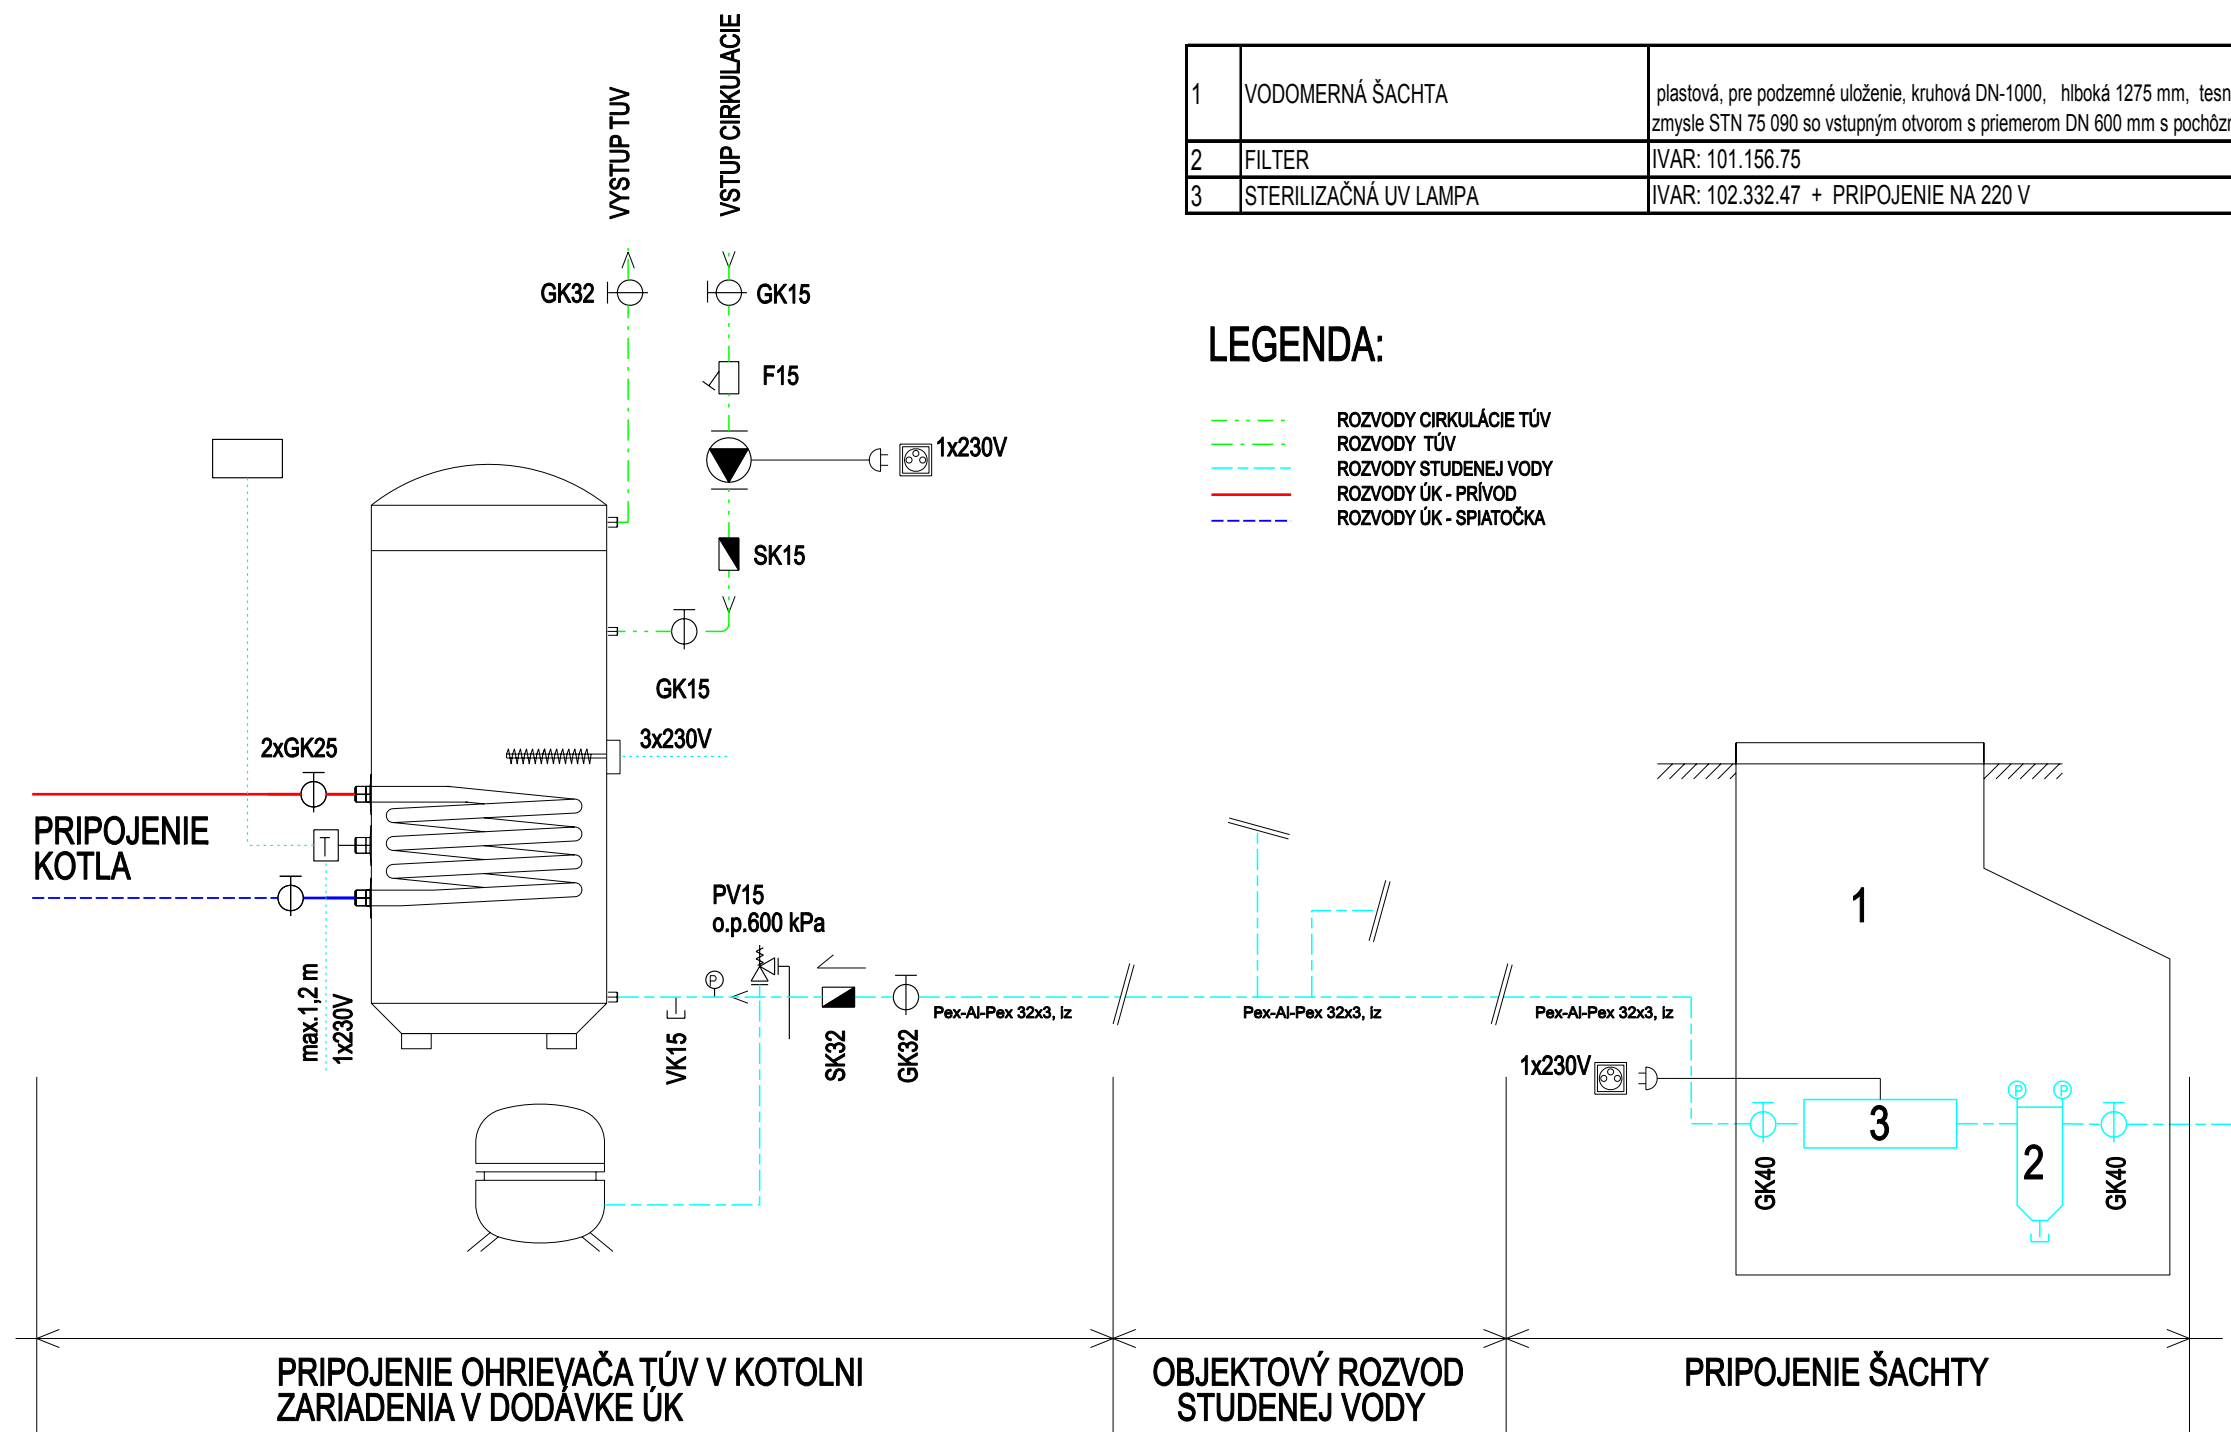 VÝSTUP TUV
VSTUP CIRKULACIE
1 VODOMERNÁ ŠACHTA plastová, pre podzemné uloženie, kruhová DN-1000, hlboká 1275 mm, tesn
zmysle STN 75 090 so vstupným otvorom s priemerom DN 600 mm s pochôz
2 FILTER IVAR: 101.156.75
3 STERILIZAČNÁ UV LAMPA IVAR: 102.332.47 + PRIPOJENIE NA 220 V
GK32
GK15
F15
1x230V
SK15
GK15
3x230V
2xGK25
PRIPOJENIE
KOTLA
T
max.1,2 m
1x230V
LEGENDA:
ROZVODY CIRKULÁCIE TÚV
ROZVODY TÚV
ROZVODY STUDENEJ VODY
ROZVODY ÚK - PRÍVOD
ROZVODY ÚK - SPIATOČKA
PV15
o.p.600 kPa
P
VK15
SK32
GK32
Pex-Al-Pex 32x3, iz
Pex-Al-Pex 32x3, iz
Pex-Al-Pex 32x3, iz
1
1x230V
3
P
P
2
GK40
GK40
PRIPOJENIE OHRIEVAČA TÚV V KOTOLNI
ZARIADENIA V DODÁVKE ÚK
OBJEKTOVÝ ROZVOD
STUDENEJ VODY
PRIPOJENIE ŠACHTY